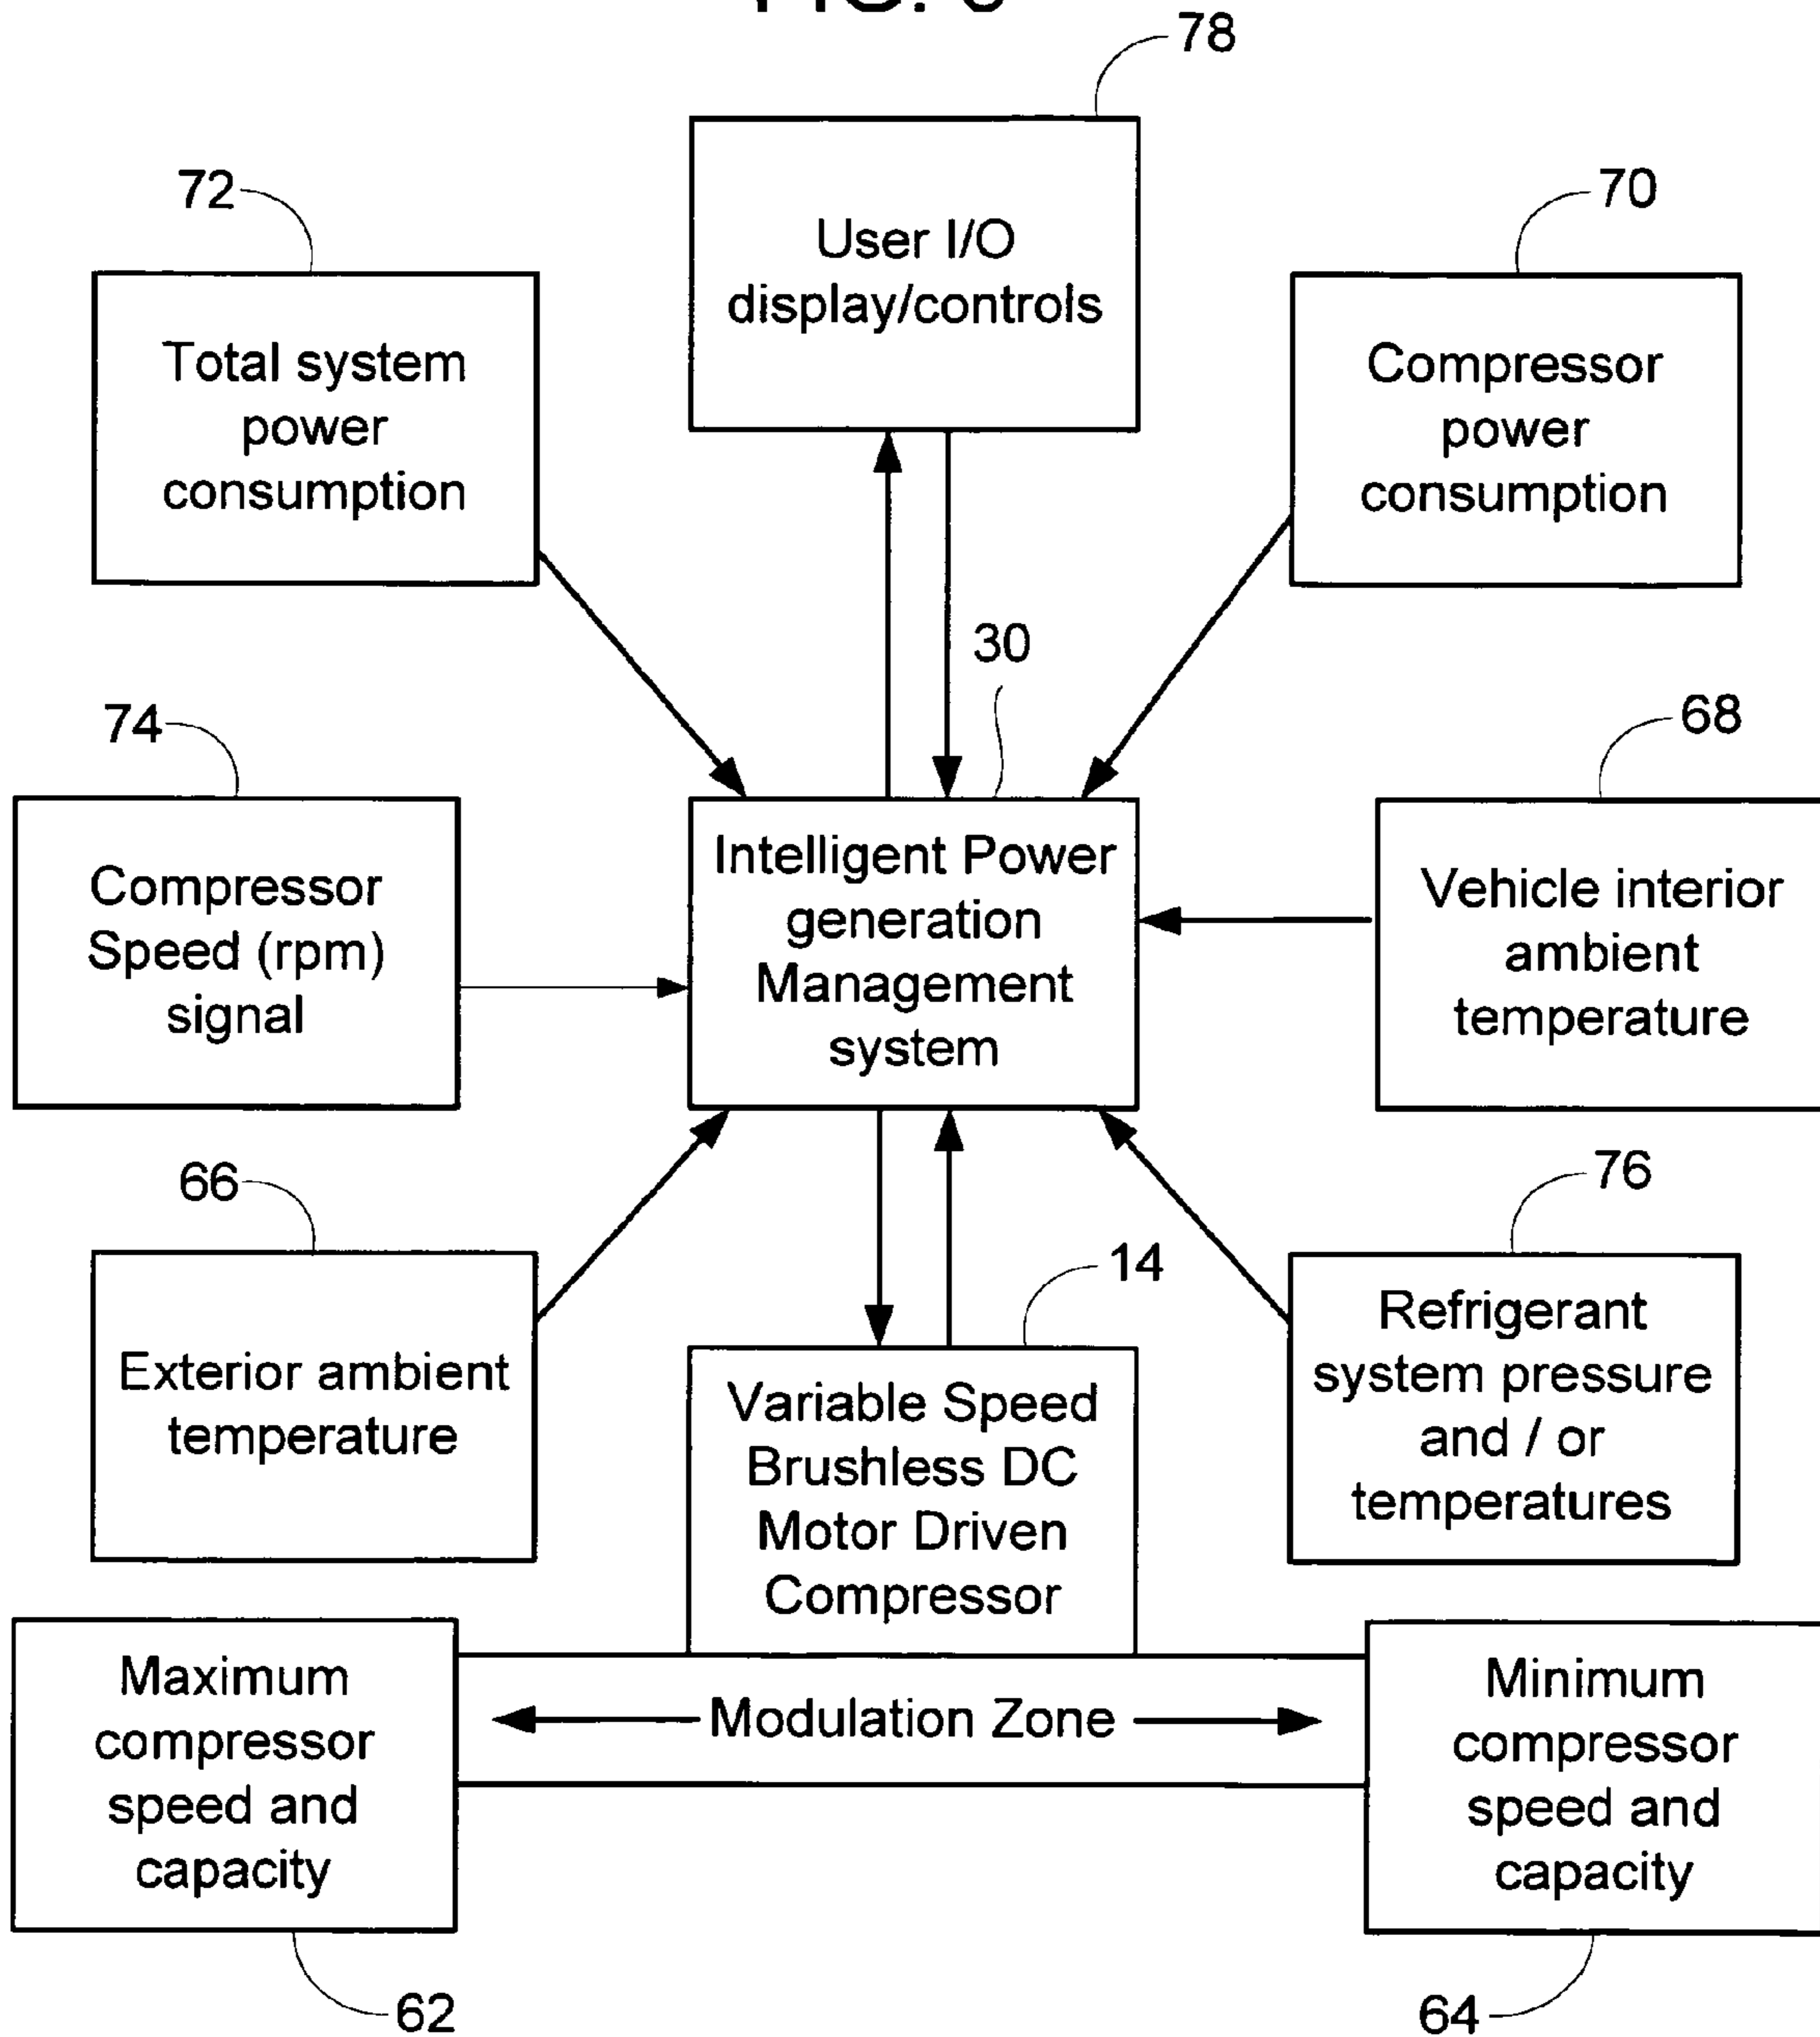 78
72
70
User I/O
display/controls
Total system
power
consumption
Compressor
power
consumption
30
74
68
Compressor
Speed (rpm)
signal
Intelligent Power
generation
Management
system
Vehicle interior
ambient
temperature
66
76
14
Exterior ambient
temperature
Variable Speed
Brushless DC
Motor Driven
Compressor
Refrigerant
system pressure
and / or
temperatures
Maximum
compressor
speed and
capacity
Modulation Zone
Minimum
compressor
speed and
capacity
62
64